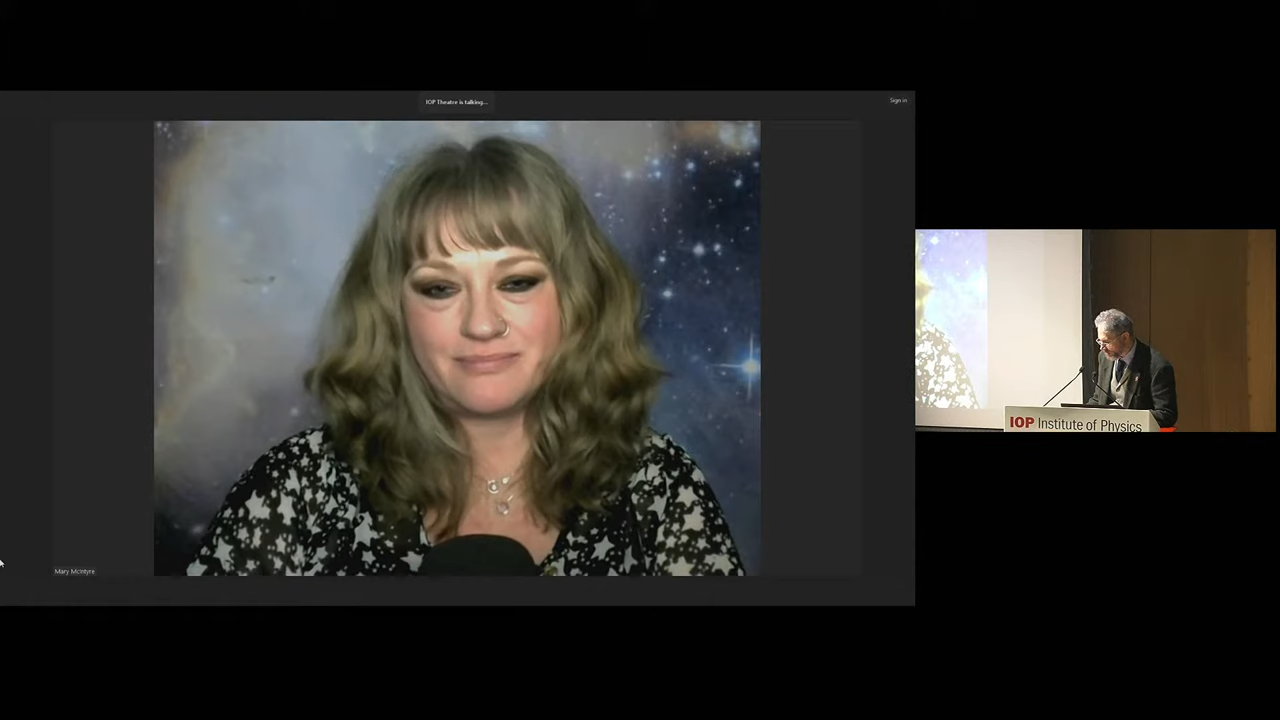 IOP Theatre is talking...
Sign in
IOP Institute of Physics
Mary McIntyre